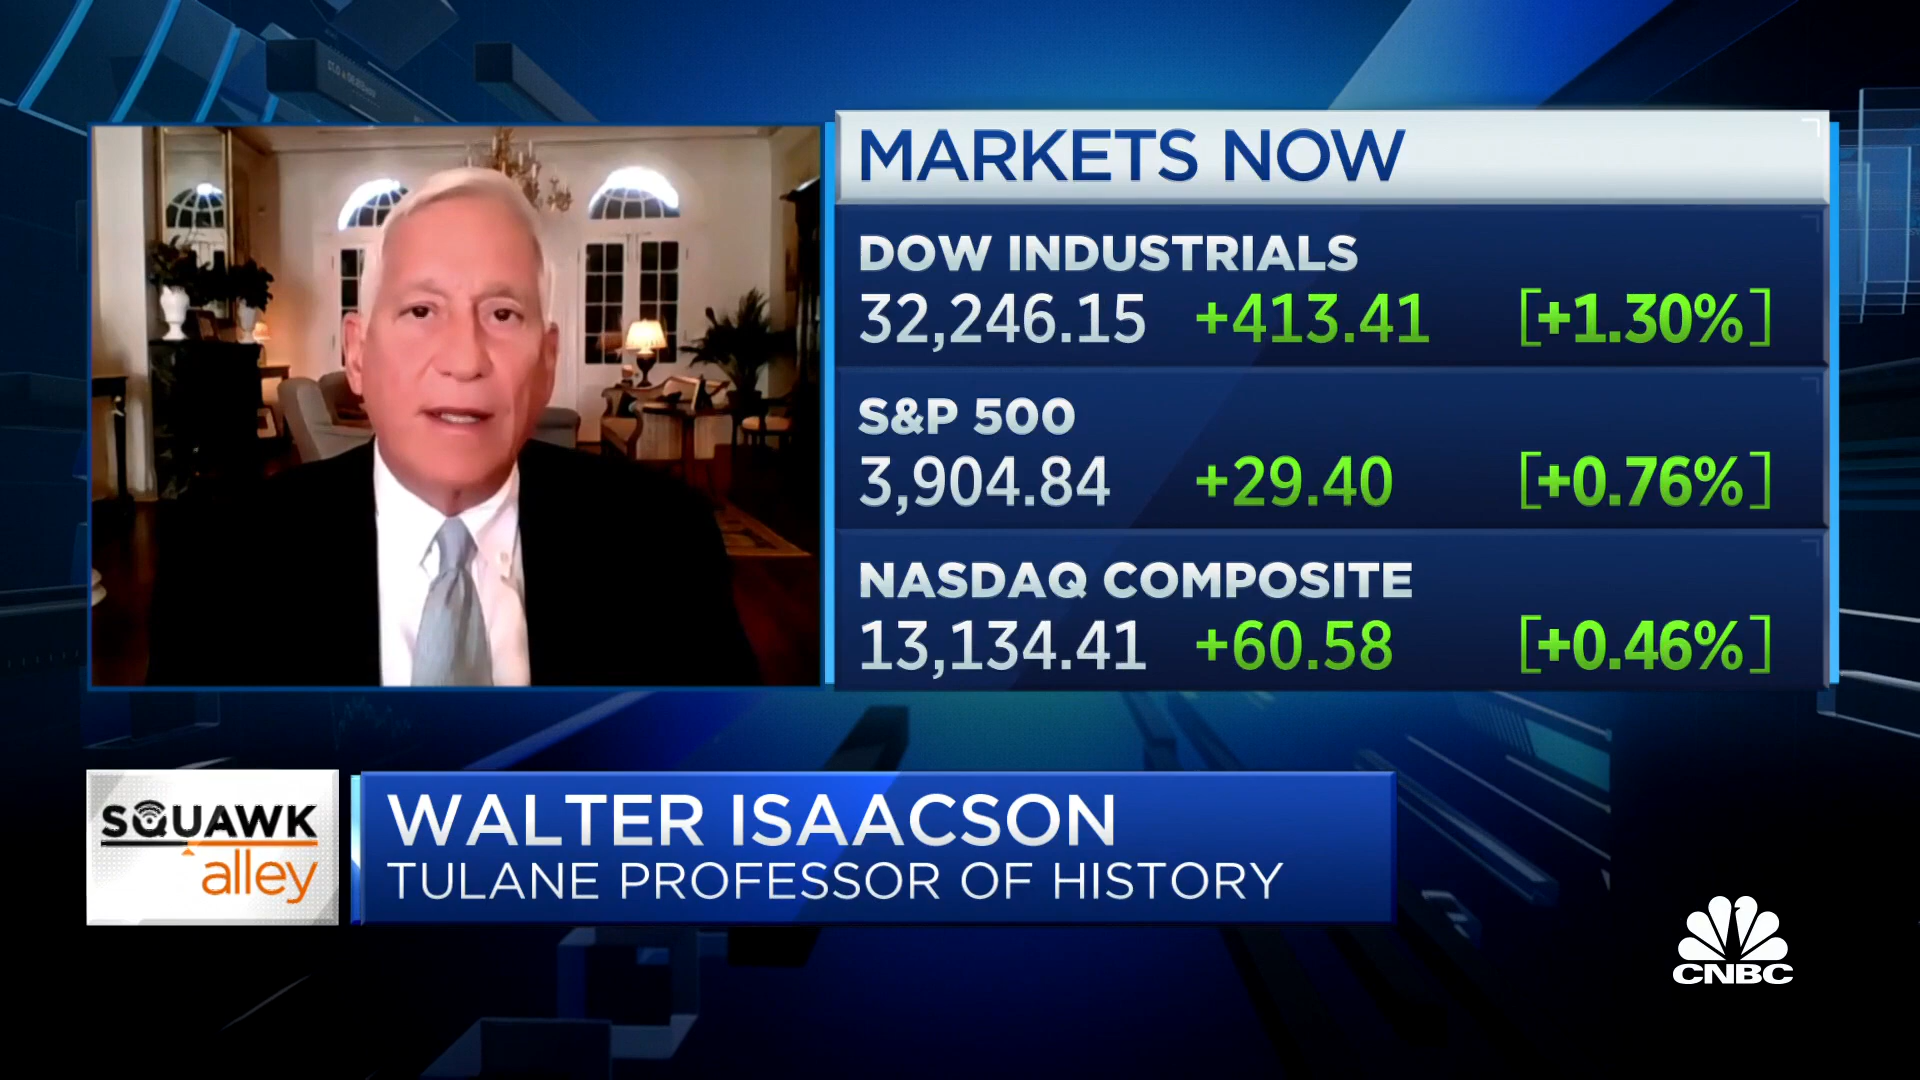 MARKETS NOW
DOW INDUSTRIALS
32,246.15 +413.41 [+1.30%]
S&P 500
3,904.84 +29.40 [+0.76%]
NASDAQ COMPOSITE
13,134.41 +60.58 [+0.46%]
SQUAWK
alley
WALTER ISAACSON
TULANE PROFESSOR OF HISTORY
CNBC